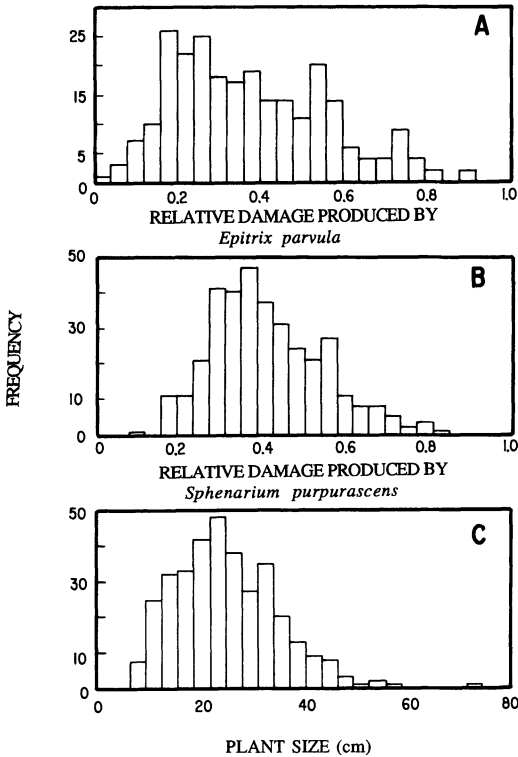 A
25
15
5
0
0 0.2 0.4 0.6 0.8 1.0
RELATIVE DAMAGE PRODUCED BY
Epitrix parvula
B
50
30
10
0
0 0.2 0.4 0.6 0.8 1.0
RELATIVE DAMAGE PRODUCED BY
Sphenarium purpurascens
FREQUENCY
C
50
30
10
0
0 20 40 60 80
PLANT SIZE (cm)